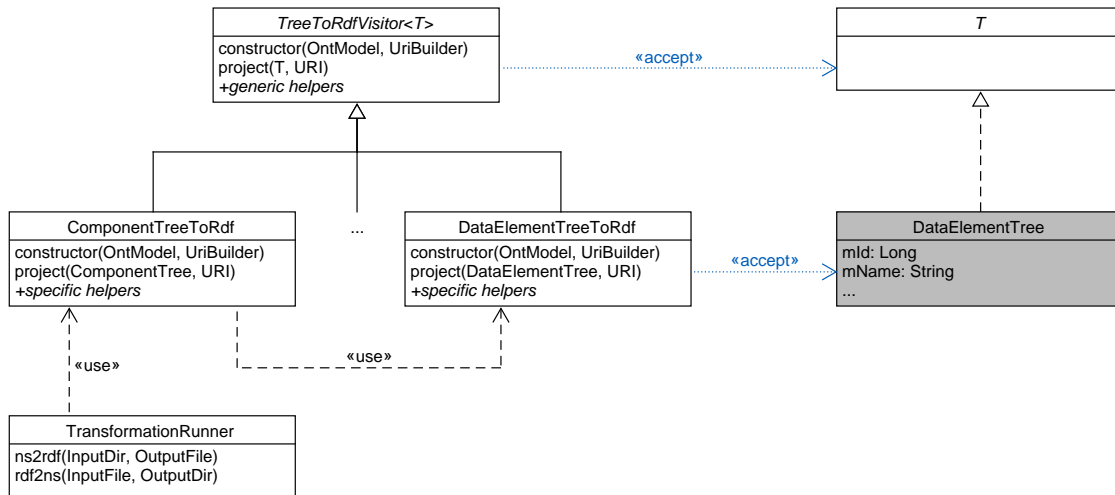 TreeToRdfVisitor<T>
constructor(OntModel, UriBuilder)
project(T, URI)
+generic helpers
«accept»
T
ComponentTreeToRdf
constructor(OntModel, UriBuilder)
project(ComponentTree, URI)
+specific helpers
...
DataElementTreeToRdf
constructor(OntModel, UriBuilder)
project(DataElementTree, URI)
+specific helpers
«accept»
DataElementTree
mId: Long
mName: String
...
«use»
«use»
TransformationRunner
ns2rdf(InputDir, OutputFile)
rdf2ns(InputFile, OutputDir)